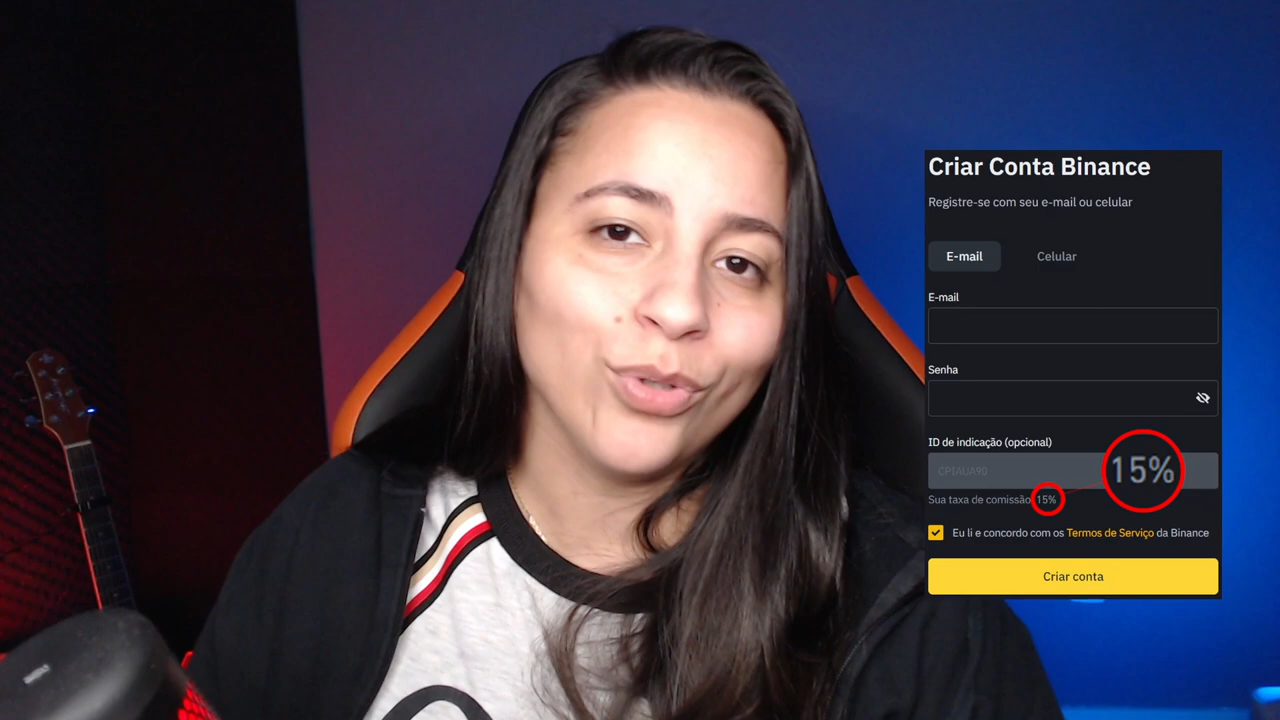 Criar Conta Binance
Registre-se com seu e-mail ou celular
E-mail Celular
E-mail
Senha
ID de indicação (opcional)
CPIAUA90
15%
Sua taxa de comissão 15%
Eu li e concordo com os Termos de Serviço da Binance
Criar conta